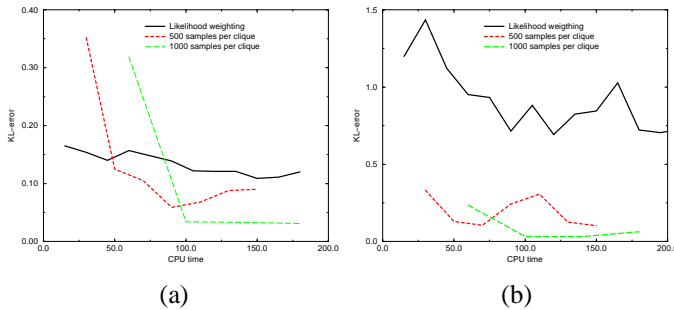 Likelihood weighting
500 samples per clique
1000 samples per clique
KL-error
0.40
0.30
0.20
0.10
0.00
0.0 50.0 100.0 150.0 200.0
CPU time
(a)
Likelihood weigthing
500 samples per clique
1000 samples per clique
KL-error
1.5
1.0
0.5
0.0
0.0 50.0 100.0 150.0 200.0
CPU time
(b)